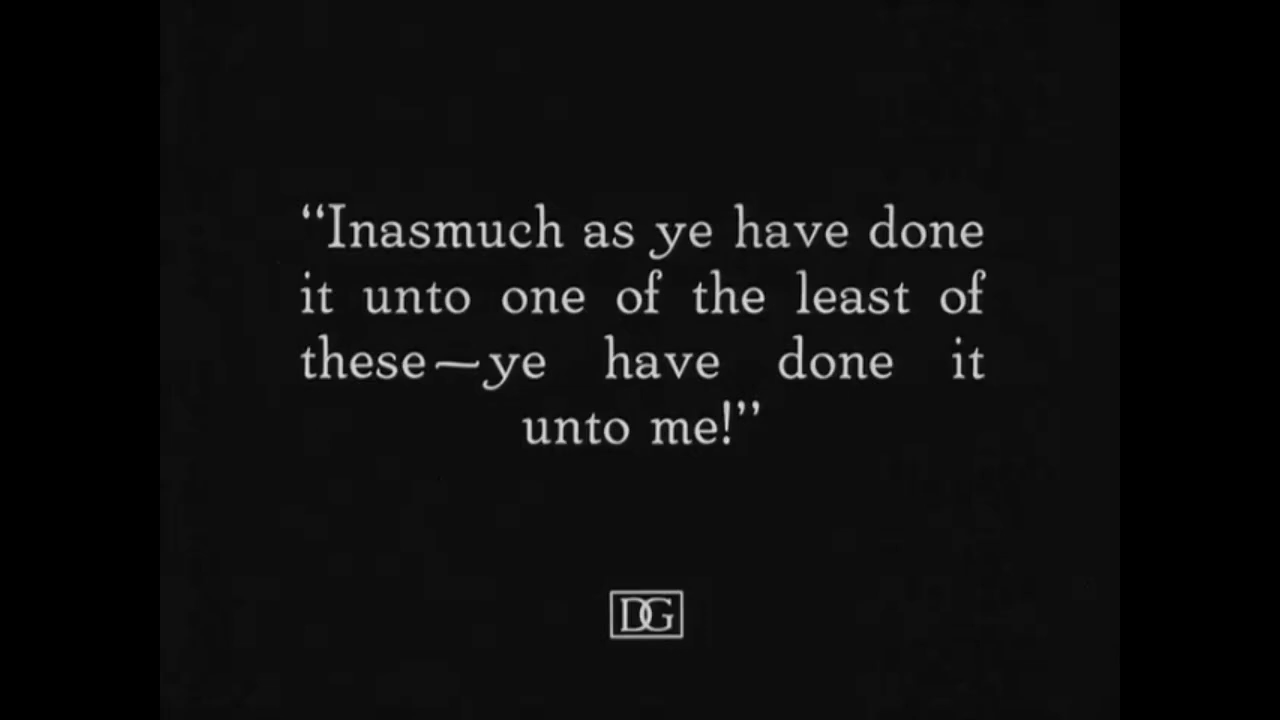 “Inasmuch as ye have done
it unto one of the least of
these—ye have done it
unto me!”
DG